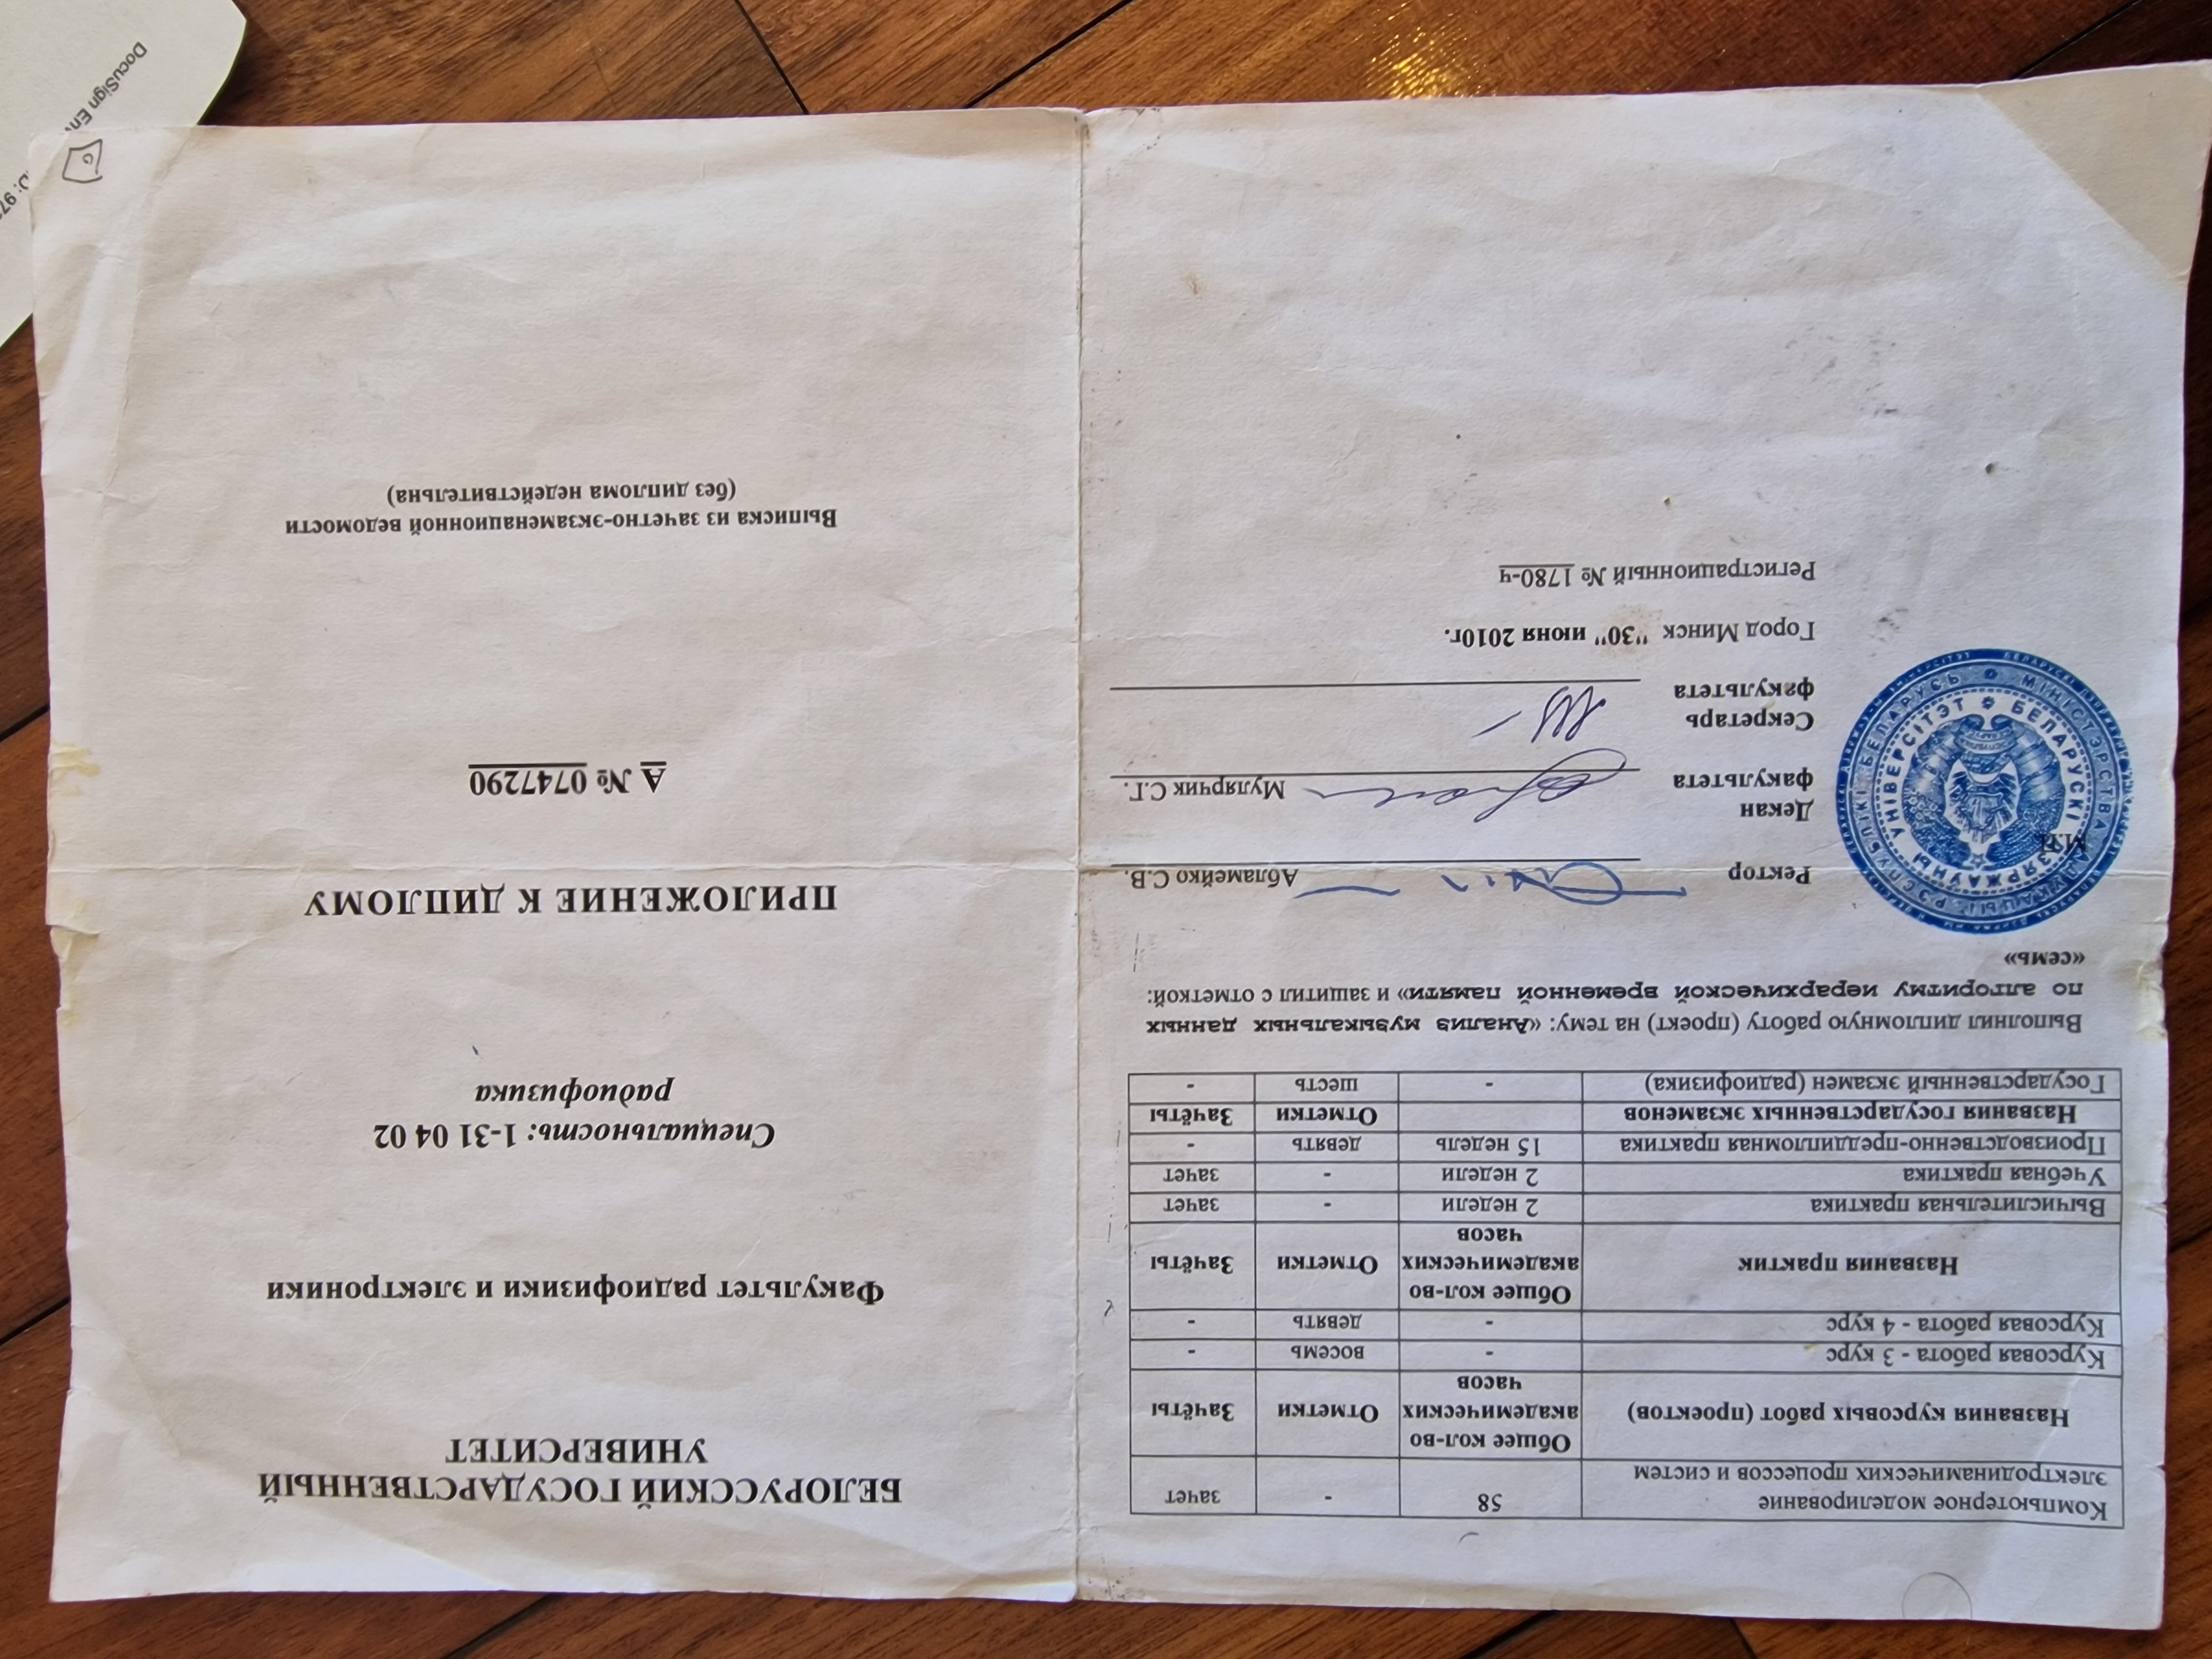 Компьютерное моделирование электродинамических процессов и систем 58 - зачет
Названия курсовых работ (проектов) Общее кол-во академических часов Отметки Зачёты
Курсовая работа - 3 курс - восемь -
Курсовая работа - 4 курс - девять -
Названия практик Общее кол-во академических часов Отметки Зачёты
Вычислительная практика 2 недели - зачет
Учебная практика 2 недели - зачет
Производственно-преддипломная практика 15 недель девять -
Названия государственных экзаменов Отметки Зачёты
Государственный экзамен (радиофизика) - шесть -
Выполнил дипломную работу (проект) на тему: «Анализ музыкальных данных
по алгоритму иерархической временной памяти» и защитил с отметкой:
«семь»
Ректор Абламейко С.В.
Декан
факультета Мулярчик С.Г.
Секретарь
факультета
Город Минск "30" июня 2010г.
Регистрационный № 1780-ч
М.П.
БЕЛАРУСКІ ДЗЯРЖАЎНЫ УНІВЕРСІТЭТ
МІНІСТЭРСТВА АДУКАЦЫІ РЭСПУБЛІКІ БЕЛАРУСЬ
БЕЛОРУССКИЙ ГОСУДАРСТВЕННЫЙ
УНИВЕРСИТЕТ
Факультет радиофизики и электроники
Специальность: 1-31 04 02
радиофизика
ПРИЛОЖЕНИЕ К ДИПЛОМУ
А № 0747290
Выписка из зачетно-экзаменационной ведомости
(без диплома недействительна)
DocuSign